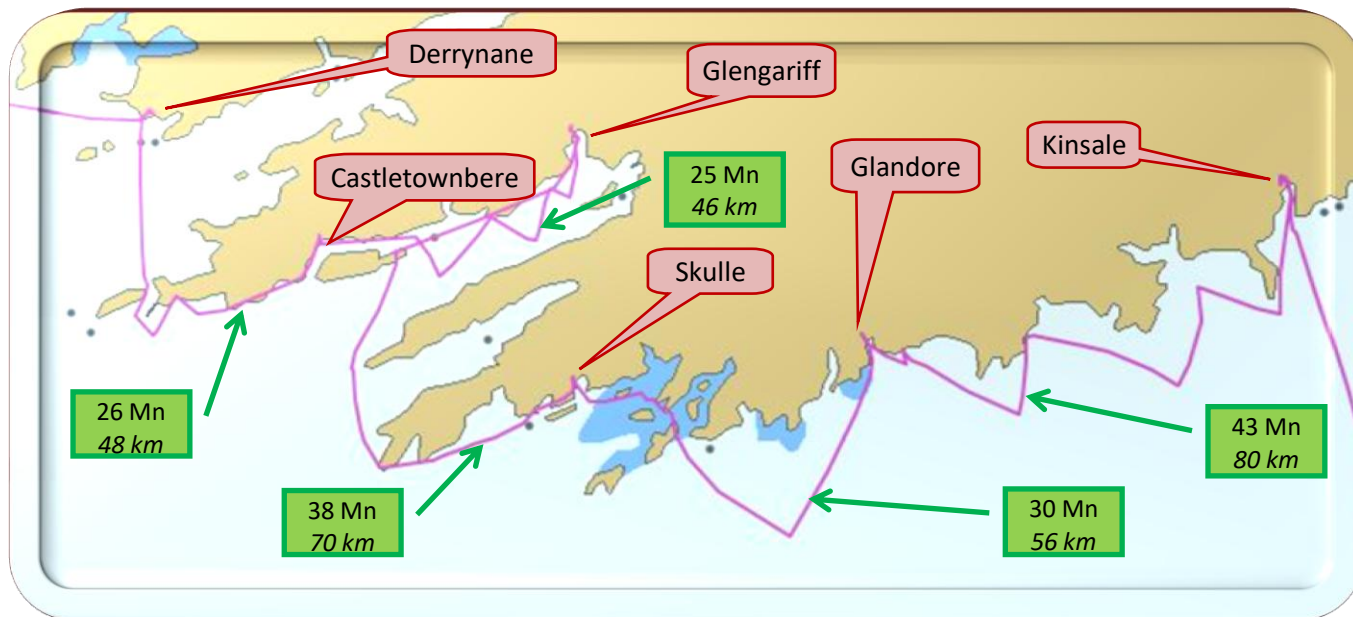 Derrynane
Glengariff
Kinsale
Castletownbere
25 Mn
46 km
Glandore
Skulle
26 Mn
48 km
38 Mn
70 km
30 Mn
56 km
43 Mn
80 km